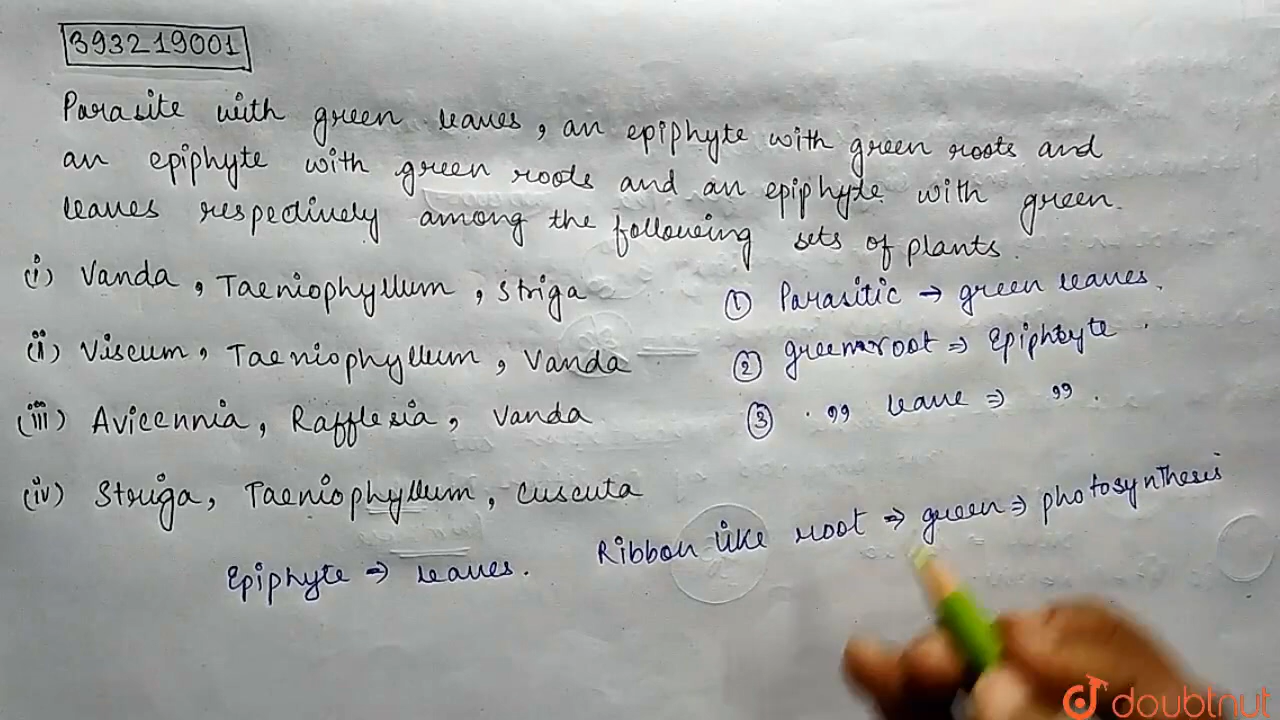 393219001
Parasite with green leaves, an epiphyte with green roots and
an epiphyte with green roots and an epiphyte with green
leaves respectively among the following sets of plants.
(i) Vanda, Taeniophyllum, Striga
(ii) Viscum, Taeniophyllum, Vanda
(iii) Avicennia, Rafflesia, Vanda
(iv) Striga, Taeniophyllum, Cuscuta
① Parasitic → green leaves.
② green root ⇒ Epiphyte.
③ " leave ⇒ ".
Epiphyte ⇒ leaves.
Ribbon like root ⇒ green ⇒ photosynthesis
doubtnut